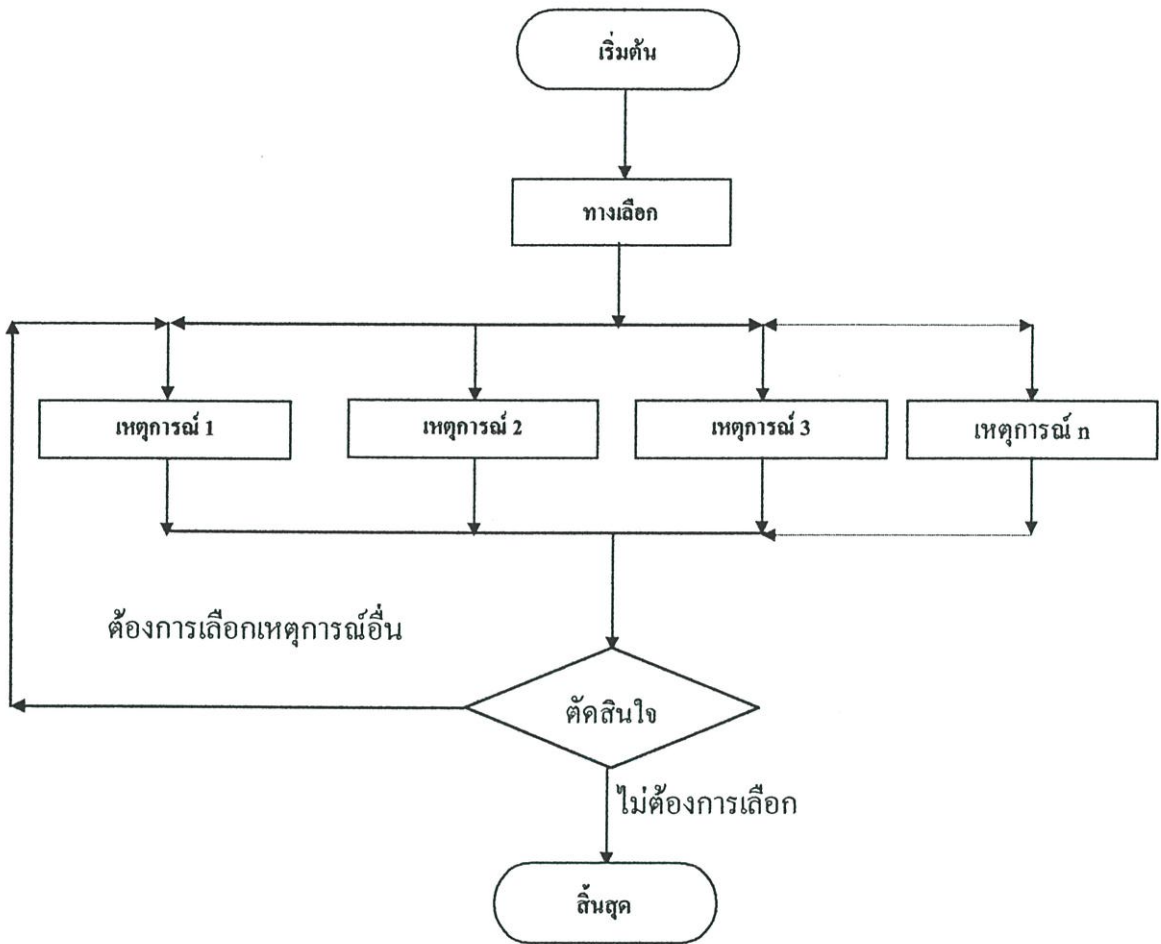 เริ่มต้น
ทางเลือก
เหตุการณ์ 1
เหตุการณ์ 2
เหตุการณ์ 3
เหตุการณ์ n
ต้องการเลือกเหตุการณ์อื่น
ตัดสินใจ
ไม่ต้องการเลือก
สิ้นสุด